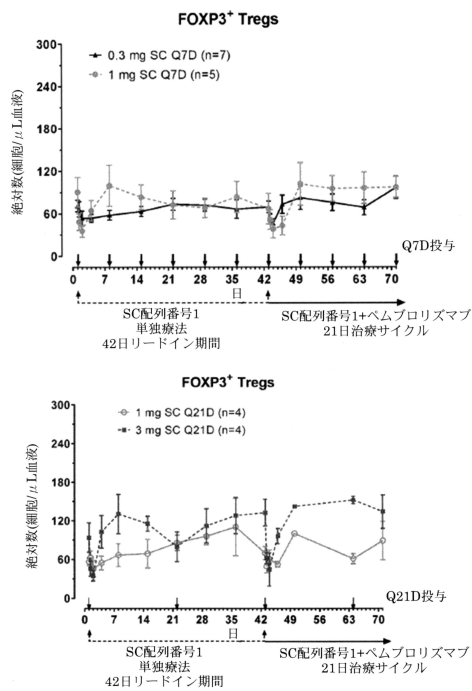 FOXP3+ Tregs
300
240
180
120
60
0
絶対数(細胞/μL血液)
0.3 mg SC Q7D (n=7)
1 mg SC Q7D (n=5)
Q7D投与
0 7 14 21 28 35 42 49 56 63 70
日
SC配列番号1
単独療法
42日リードイン期間
SC配列番号1+ペムブロリズマブ
21日治療サイクル
FOXP3+ Tregs
300
240
180
120
60
0
絶対数(細胞/μL血液)
1 mg SC Q21D (n=4)
3 mg SC Q21D (n=4)
Q21D投与
0 7 14 21 28 35 42 49 56 63 70
日
SC配列番号1
単独療法
42日リードイン期間
SC配列番号1+ペムブロリズマブ
21日治療サイクル